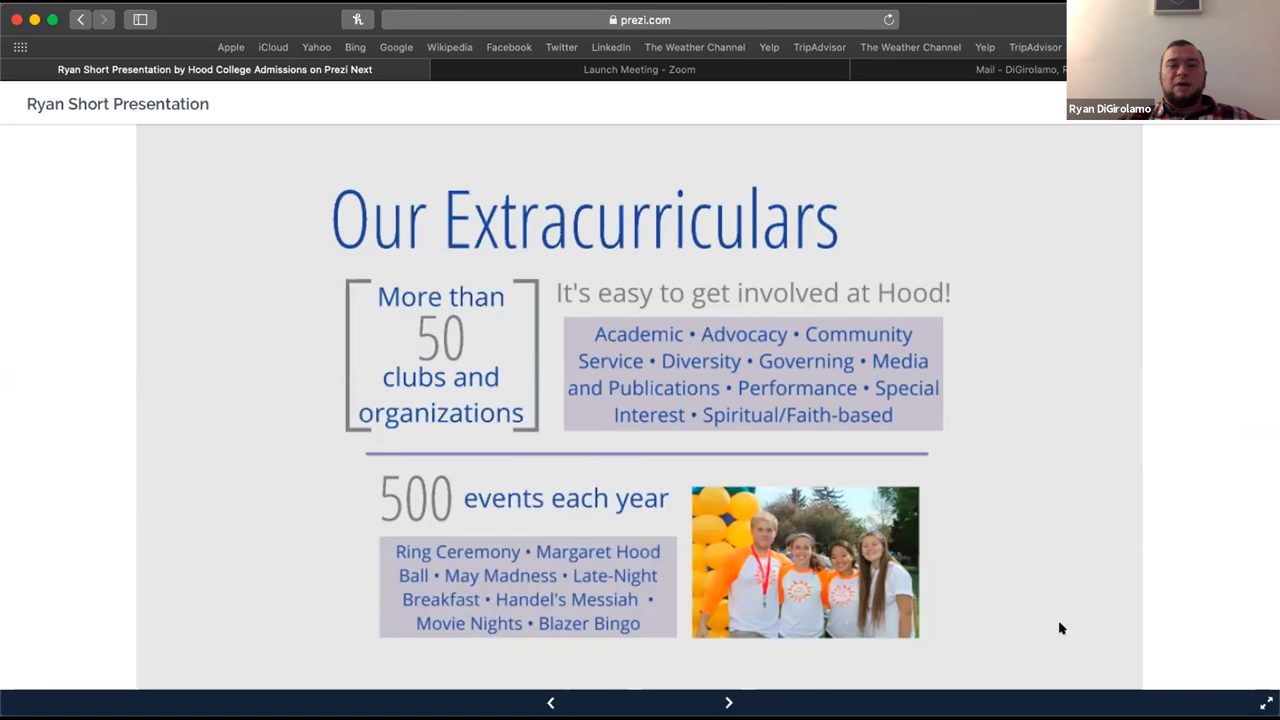 prezi.com
Apple iCloud Yahoo Bing Google Wikipedia Facebook Twitter LinkedIn The Weather Channel Yelp TripAdvisor The Weather Channel Yelp TripAdvisor
Ryan Short Presentation by Hood College Admissions on Prezi Next
Launch Meeting - Zoom
Mail - DiGirolamo, R
Ryan DiGirolamo
Ryan Short Presentation
Our Extracurriculars
More than
50
clubs and
organizations
It's easy to get involved at Hood!
Academic • Advocacy • Community
Service • Diversity • Governing • Media
and Publications • Performance • Special
Interest • Spiritual/Faith-based
500 events each year
Ring Ceremony • Margaret Hood
Ball • May Madness • Late-Night
Breakfast • Handel's Messiah •
Movie Nights • Blazer Bingo